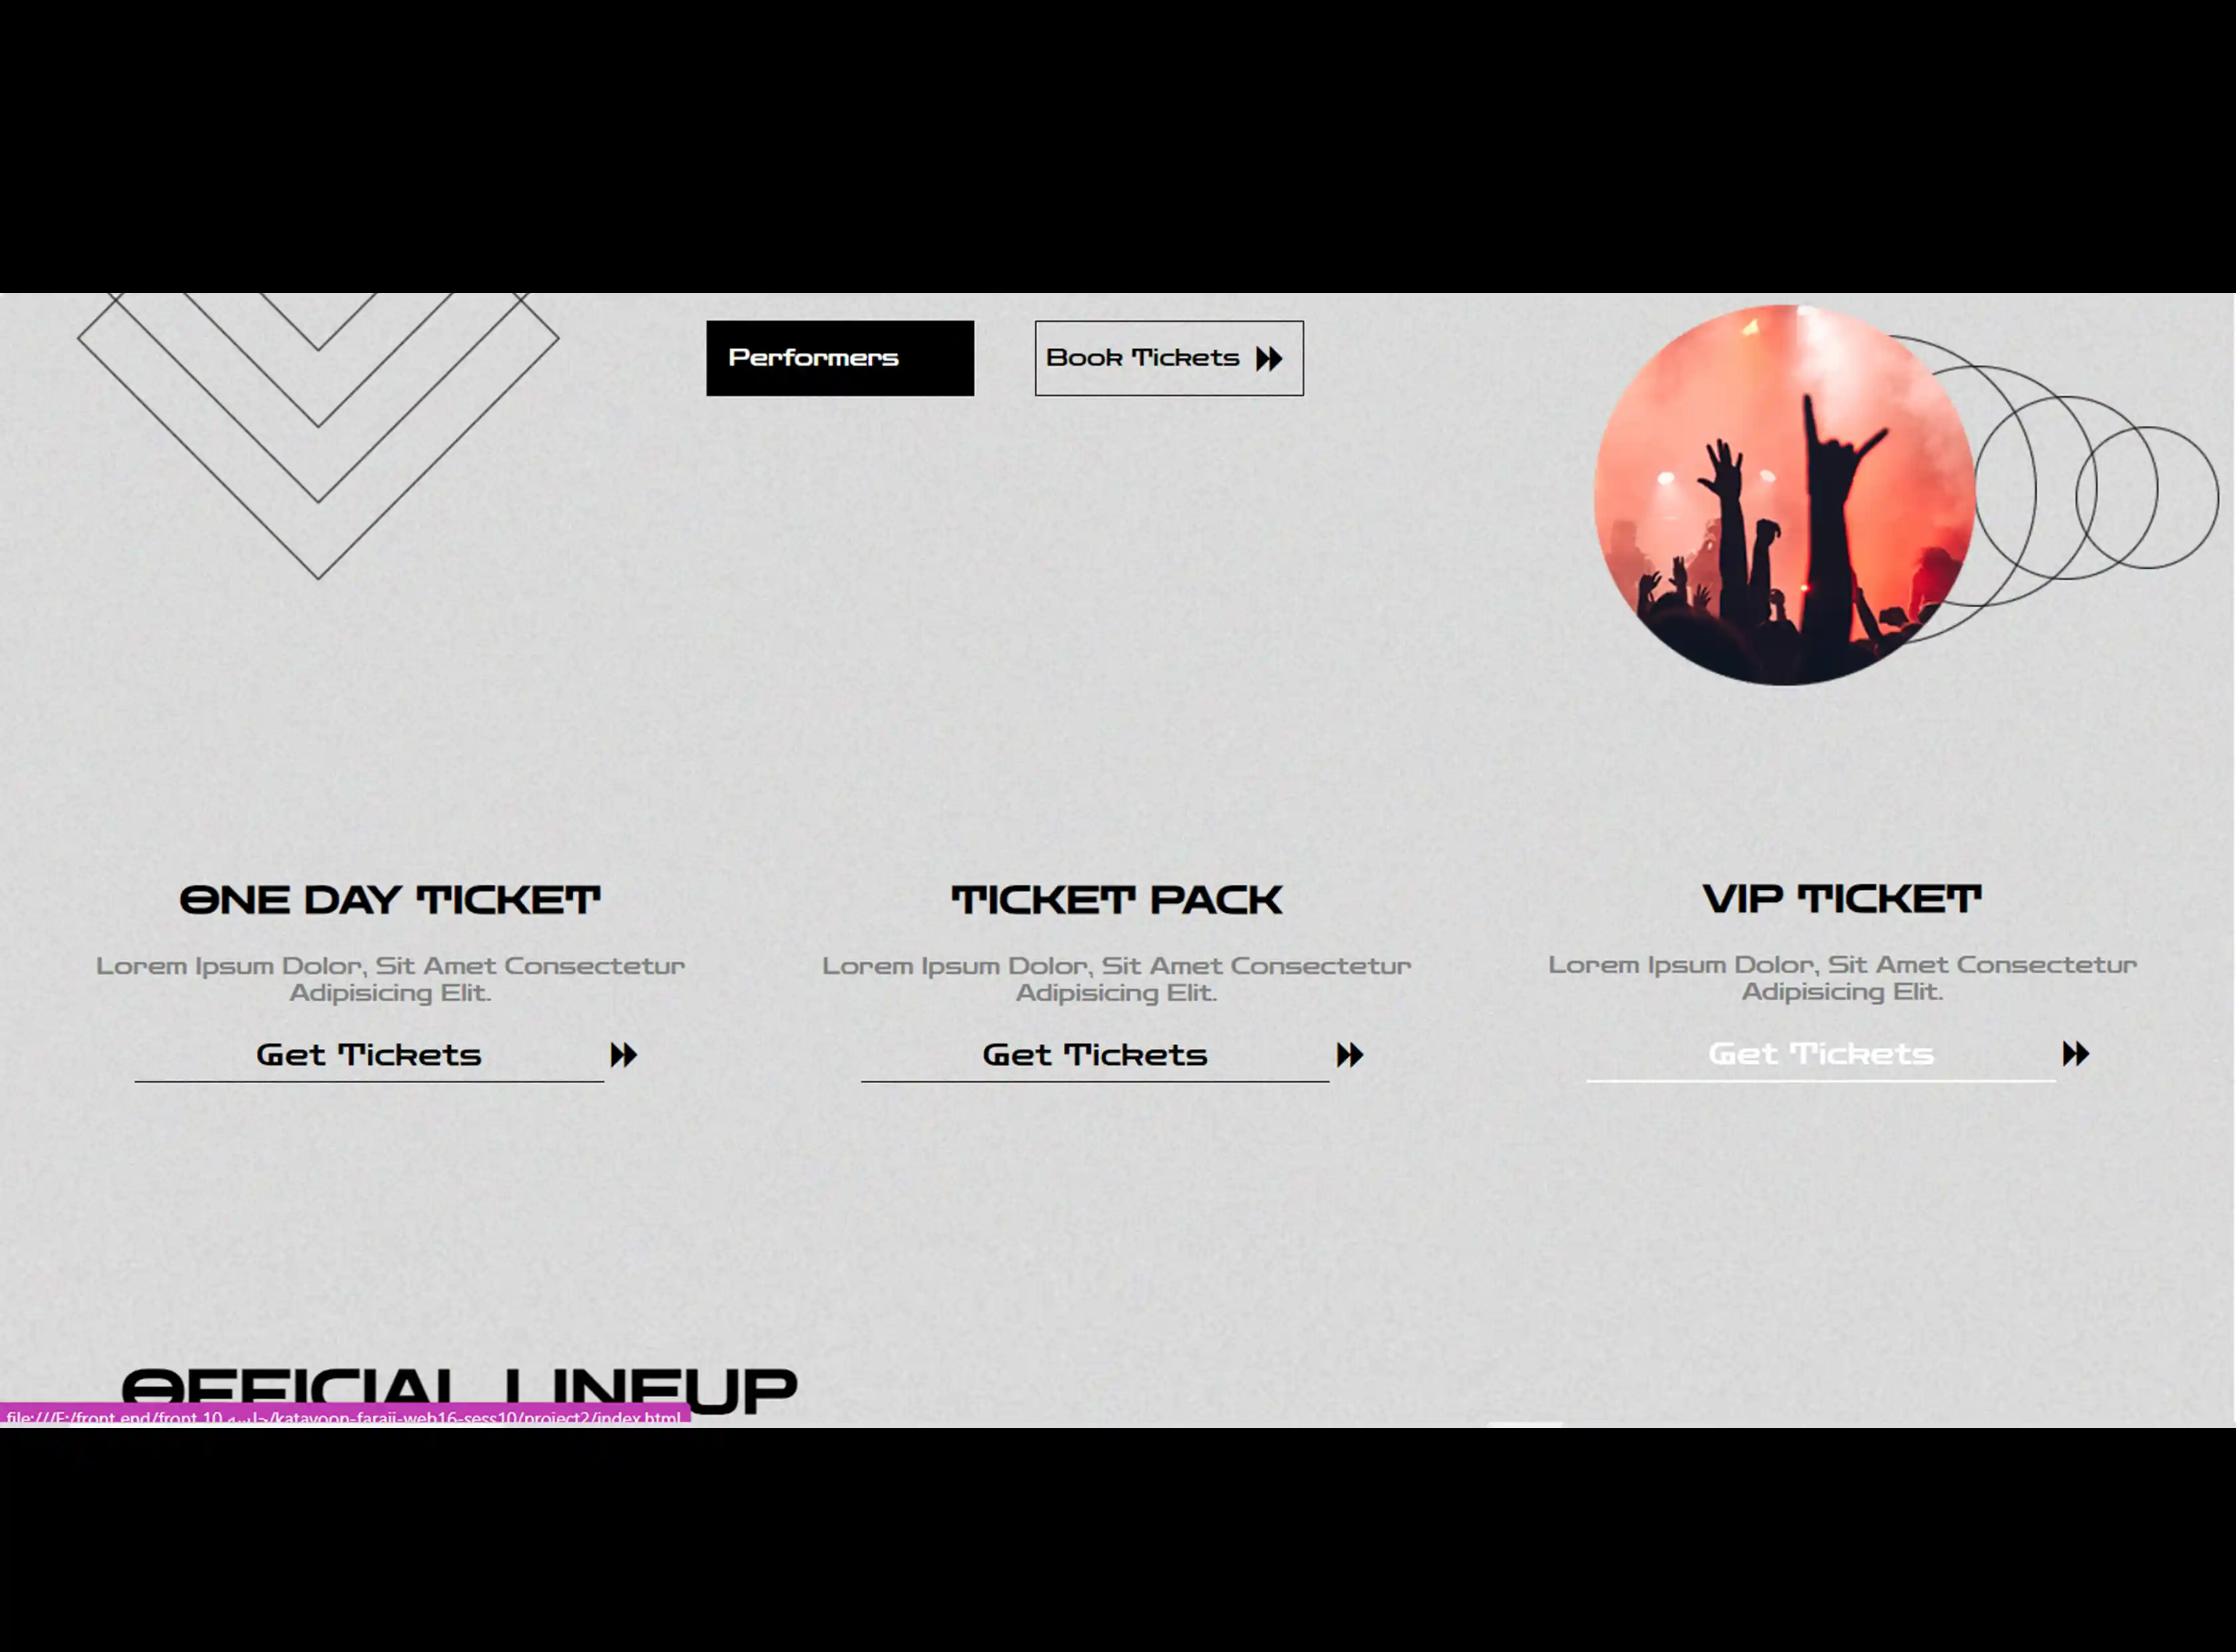 Performers
Book Tickets
ONE DAY TICKET
Lorem Ipsum Dolor, Sit Amet Consectetur
Adipisicing Elit.
Get Tickets
TICKET PACK
Lorem Ipsum Dolor, Sit Amet Consectetur
Adipisicing Elit.
Get Tickets
VIP TICKET
Lorem Ipsum Dolor, Sit Amet Consectetur
Adipisicing Elit.
Get Tickets
OFFICIAL LINEUP
file:///F:/front end/front 10 جلسه/katayoon-faraji-web16-sess10/project2/index.html